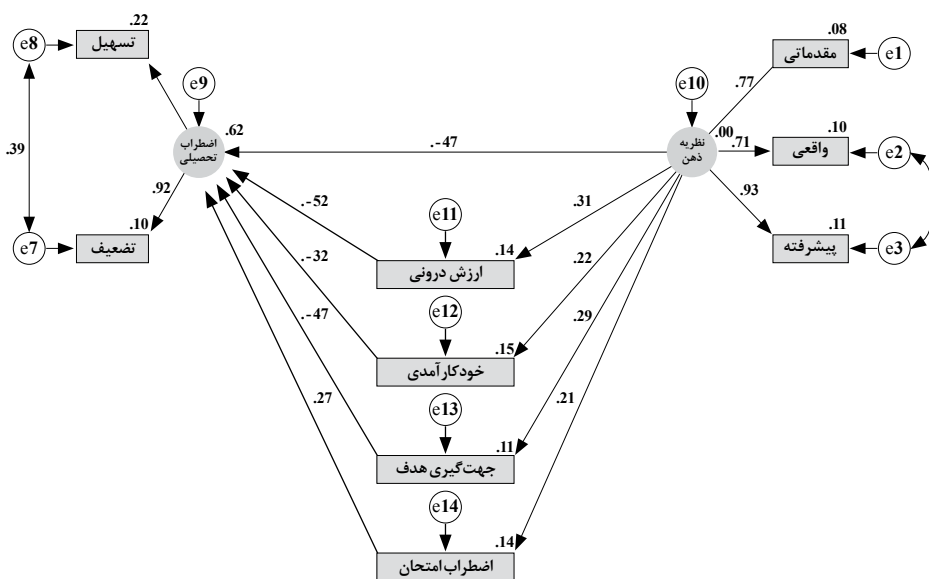 .22
.08
e8
تسهیل
مقدماتی
e1
e9
e10
.77
.62
اضطراب
تحصیلی
.39
.-47
نظریه
ذهن
.00
.71
.10
واقعی
e2
.92
.93
.10
e7
تضعیف
.-52
e11
.31
.11
پیشرفته
e3
.14
ارزش درونی
.-32
.22
e12
.-47
.29
.15
خودکارآمدی
.27
e13
.21
.11
جهت‌گیری هدف
e14
.14
اضطراب امتحان